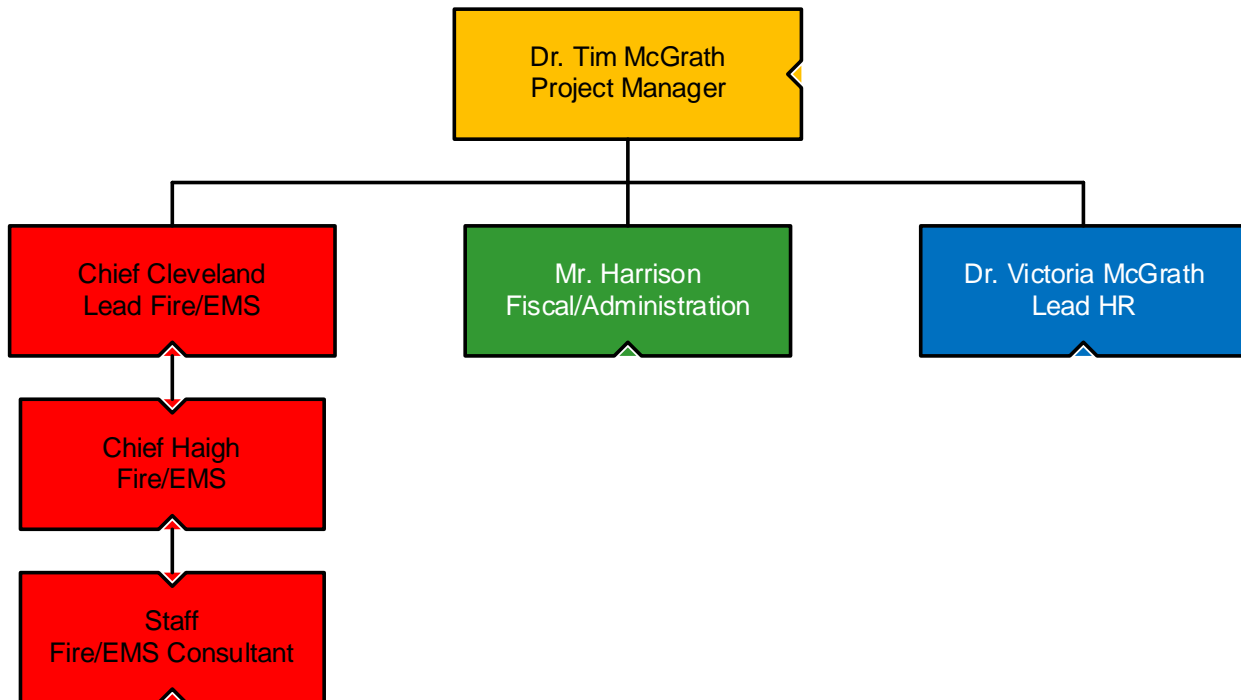 Dr. Tim McGrath
Project Manager
Chief Cleveland
Lead Fire/EMS
Mr. Harrison
Fiscal/Administration
Dr. Victoria McGrath
Lead HR
Chief Haigh
Fire/EMS
Staff
Fire/EMS Consultant